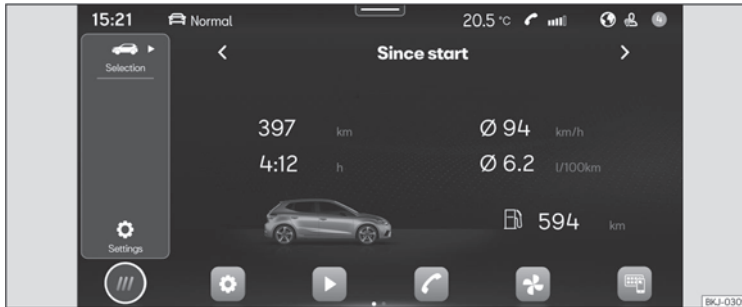 15:21 Normal 20.5 °C
Selection
Since start
397 km Ø 94 km/h
4:12 h Ø 6.2 l/100km
594 km
Settings
BKJ-030